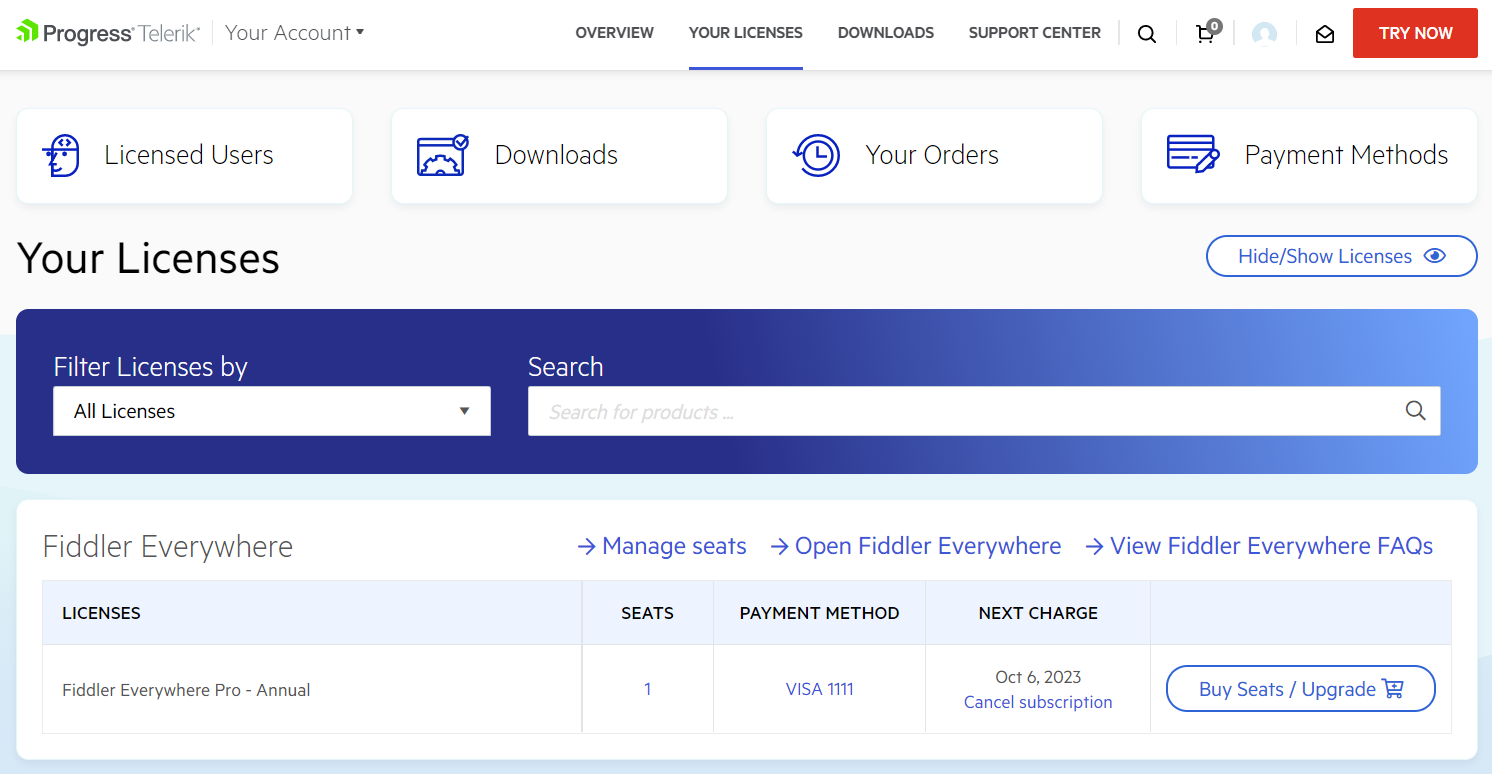 Progress® Telerik® Your Account OVERVIEW YOUR LICENSES DOWNLOADS SUPPORT CENTER 0 TRY NOW
Licensed Users Downloads Your Orders Payment Methods
Your Licenses Hide/Show Licenses
Filter Licenses by Search
All Licenses Search for products ...
Fiddler Everywhere Manage seats Open Fiddler Everywhere View Fiddler Everywhere FAQs
LICENSES SEATS PAYMENT METHOD NEXT CHARGE
Fiddler Everywhere Pro - Annual 1 VISA 1111 Oct 6, 2023 Buy Seats / Upgrade
Cancel subscription